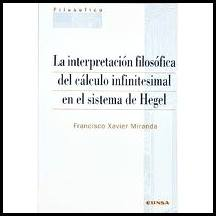 Filosófica
La interpretación filosófica
del cálculo infinitesimal
en el sistema de Hegel
Francisco Xavier Miranda
EUNSA